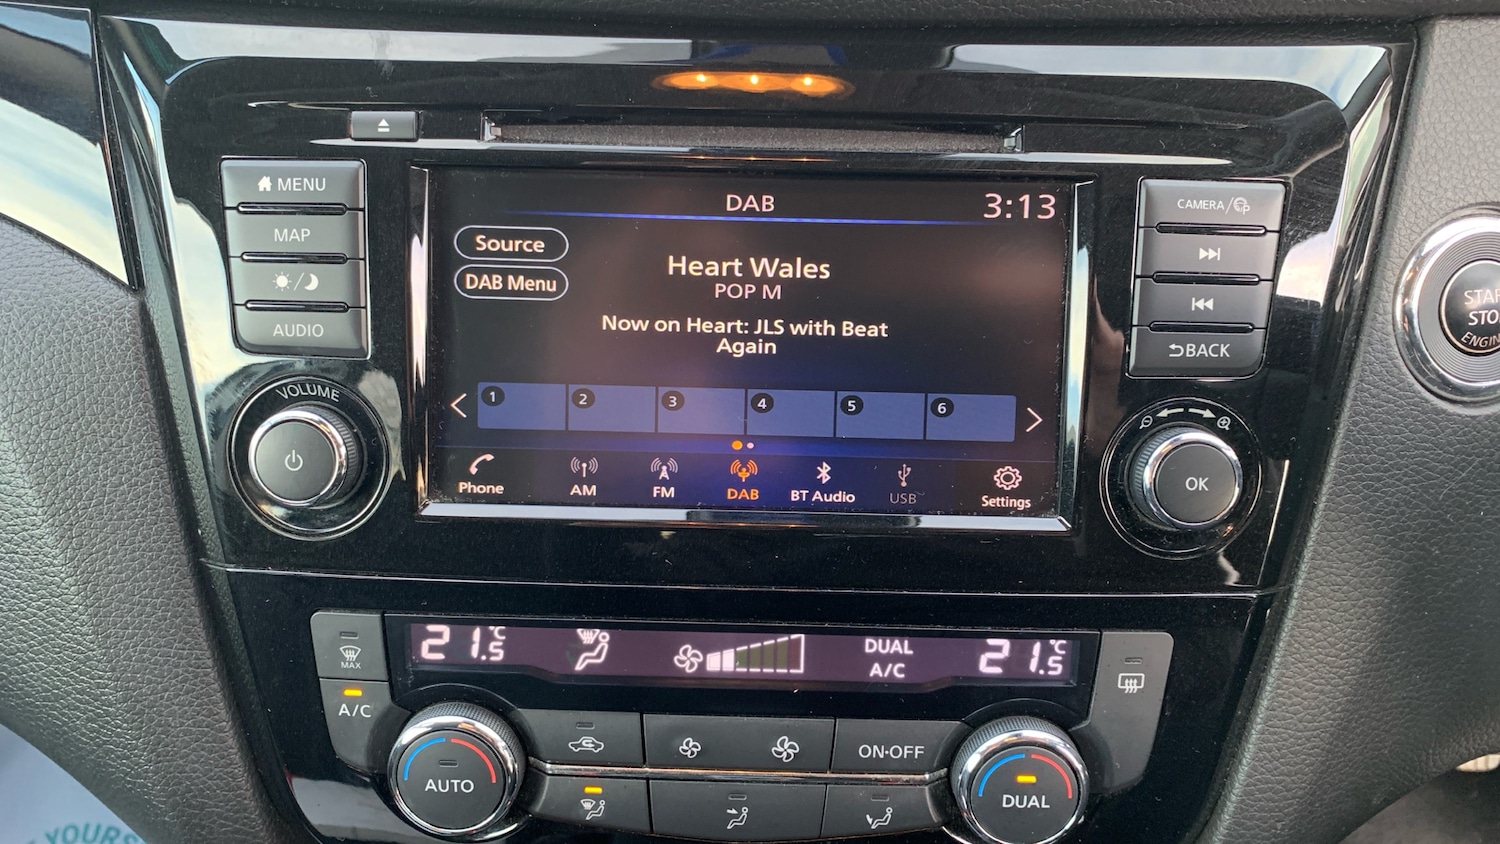 MENU
MAP
AUDIO
VOLUME
DAB
3:13
Source
DAB Menu
Heart Wales
POP M
Now on Heart: JLS with Beat
Again
1 2 3 4 5 6
Phone AM FM DAB BT Audio USB Settings
CAMERA/
BACK
OK
ENGIN
MAX
A/C
21.5°C
DUAL
A/C
21.5°C
AUTO
ON·OFF
DUAL
YOURS